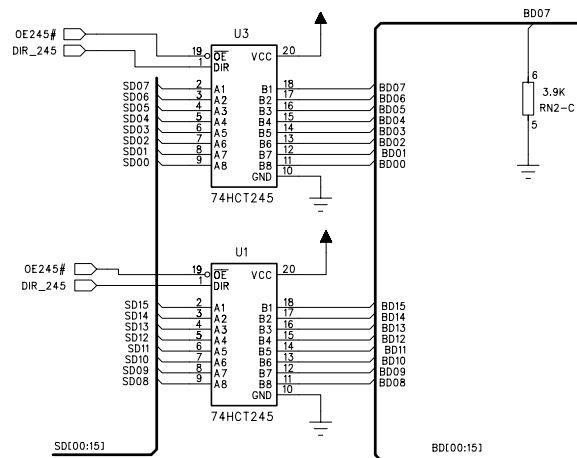 BD07
OE245#
DIR_245
U3
19 OE VCC 20
1 DIR
SD07 2 A1 B1 18 BD07
SD06 3 A2 B2 17 BD06
SD05 4 A3 B3 16 BD05
SD04 5 A4 B4 15 BD04
SD03 6 A5 B5 14 BD03
SD02 7 A6 B6 13 BD02
SD01 8 A7 B7 12 BD01
SD00 9 A8 B8 11 BD00
GND 10
74HCT245
6
3.9K
RN2-C
5
OE245#
DIR_245
U1
19 OE VCC 20
1 DIR
SD15 2 A1 B1 18 BD15
SD14 3 A2 B2 17 BD14
SD13 4 A3 B3 16 BD13
SD12 5 A4 B4 15 BD12
SD11 6 A5 B5 14 BD11
SD10 7 A6 B6 13 BD10
SD09 8 A7 B7 12 BD09
SD08 9 A8 B8 11 BD08
GND 10
74HCT245
SD[00:15]
BD[00:15]